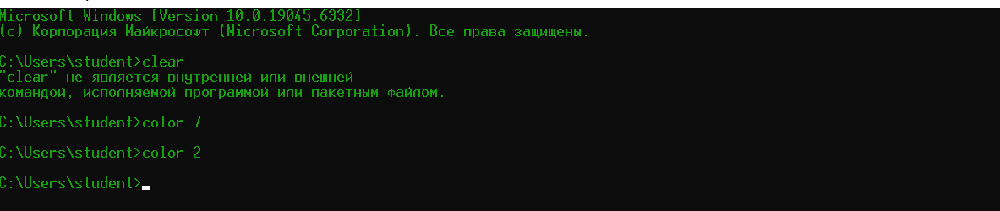 Microsoft Windows [Version 10.0.19045.6332]
(c) Корпорация Майкрософт (Microsoft Corporation). Все права защищены.
C:\Users\student>clear
"clear" не является внутренней или внешней
командой, исполняемой программой или пакетным файлом.
C:\Users\student>color 7
C:\Users\student>color 2
C:\Users\student>